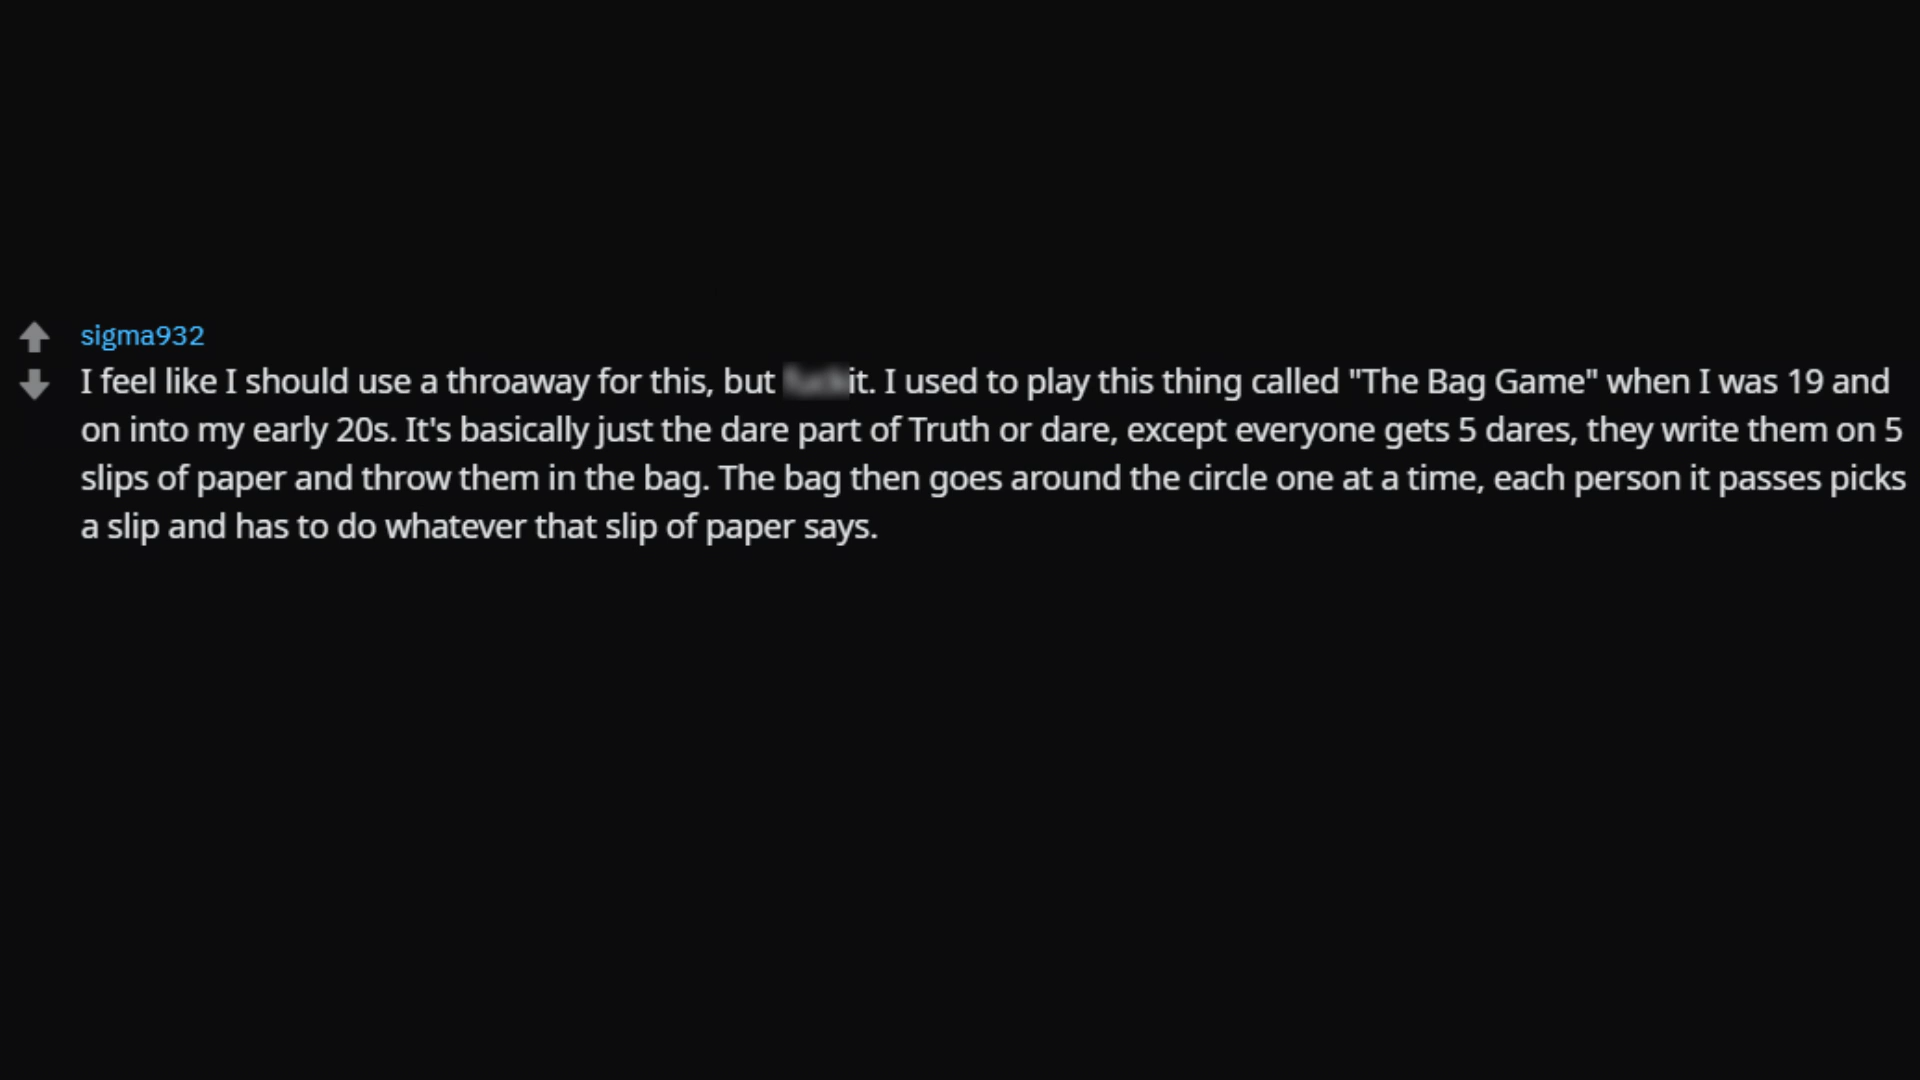 sigma932
I feel like I should use a throaway for this, but it. I used to play this thing called "The Bag Game" when I was 19 and
on into my early 20s. It's basically just the dare part of Truth or dare, except everyone gets 5 dares, they write them on 5
slips of paper and throw them in the bag. The bag then goes around the circle one at a time, each person it passes picks
a slip and has to do whatever that slip of paper says.